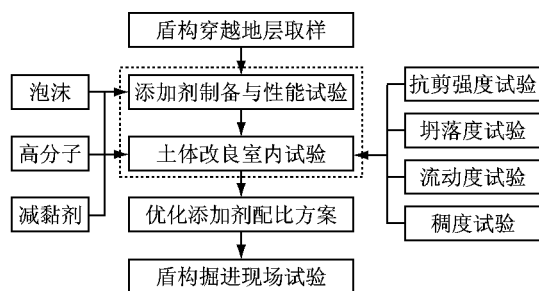 盾构穿越地层取样
泡沫
添加剂制备与性能试验
抗剪强度试验
坍落度试验
高分子
土体改良室内试验
流动度试验
减黏剂
优化添加剂配比方案
稠度试验
盾构掘进现场试验